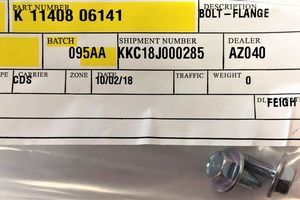 PART NUMBER DESCRIPTION
K 11408 06141 BOLT-FLANGE
BATCH SHIPMENT NUMBER DEALER
095AA KKC18J000285 AZ040
PE CARRIER ZONE DATE TRAFFIC WEIGHT
CDS 10/02/18 0
FEIGH